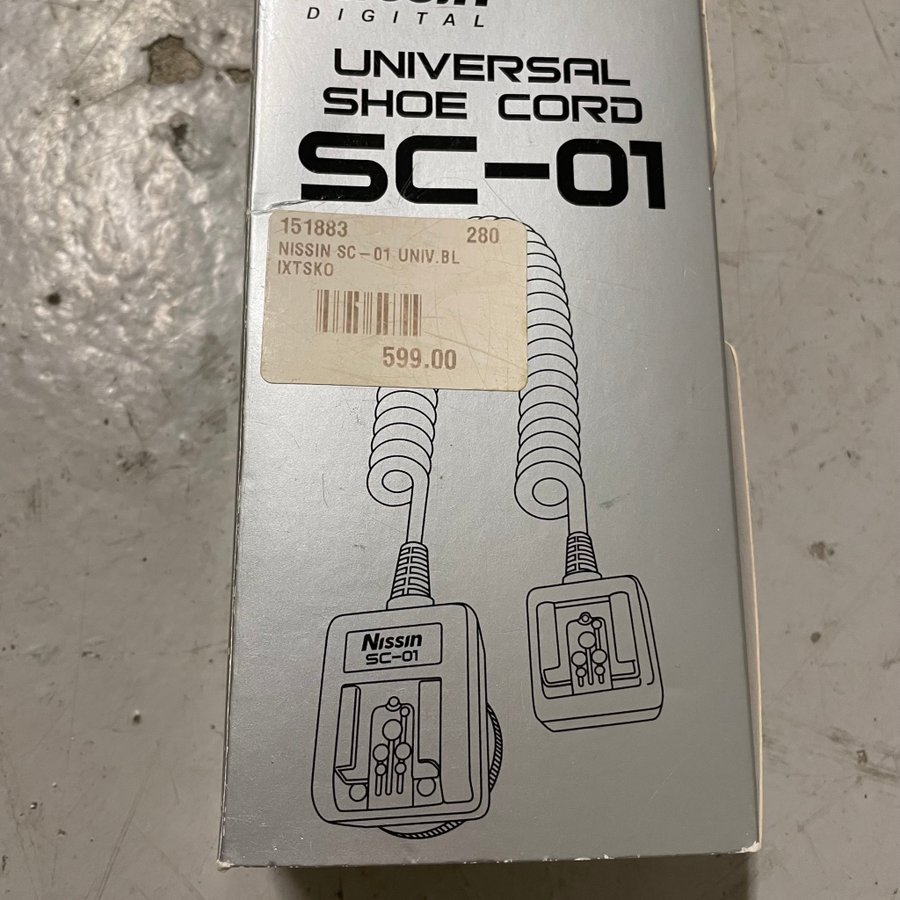 DIGITAL
UNIVERSAL
SHOE CORD
SC-01
151883 280
NISSIN SC-01 UNIV.BL
IXTSKO
599.00
NISSIN
SC-01